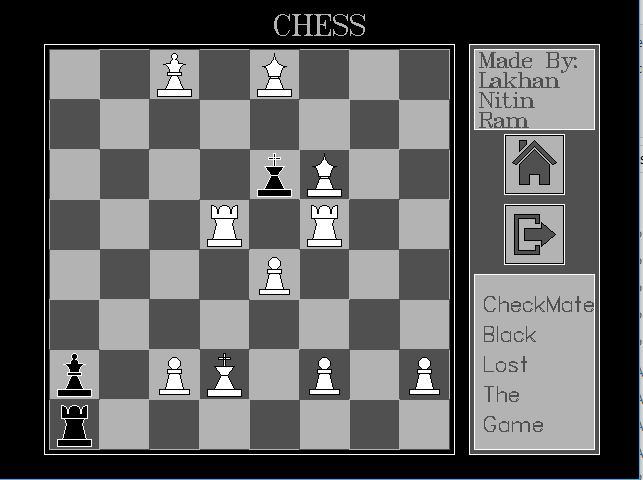 CHESS
Made By:
Lakhan
Nitin
Ram
CheckMate
Black
Lost
The
Game